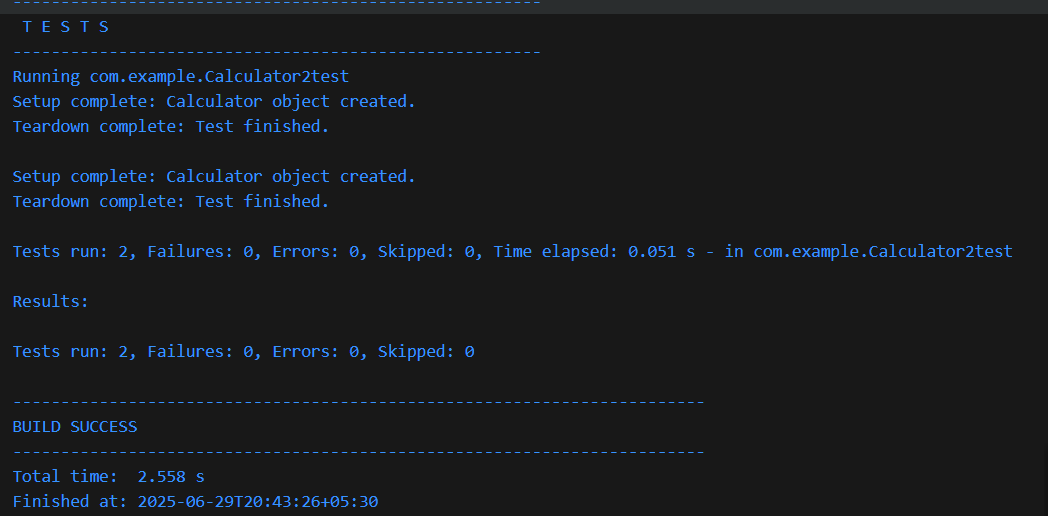 -------------------------------------------------------
T E S T S
-------------------------------------------------------
Running com.example.Calculator2test
Setup complete: Calculator object created.
Teardown complete: Test finished.
Setup complete: Calculator object created.
Teardown complete: Test finished.
Tests run: 2, Failures: 0, Errors: 0, Skipped: 0, Time elapsed: 0.051 s - in com.example.Calculator2test
Results:
Tests run: 2, Failures: 0, Errors: 0, Skipped: 0
------------------------------------------------------------------------
BUILD SUCCESS
------------------------------------------------------------------------
Total time:  2.558 s
Finished at: 2025-06-29T20:43:26+05:30